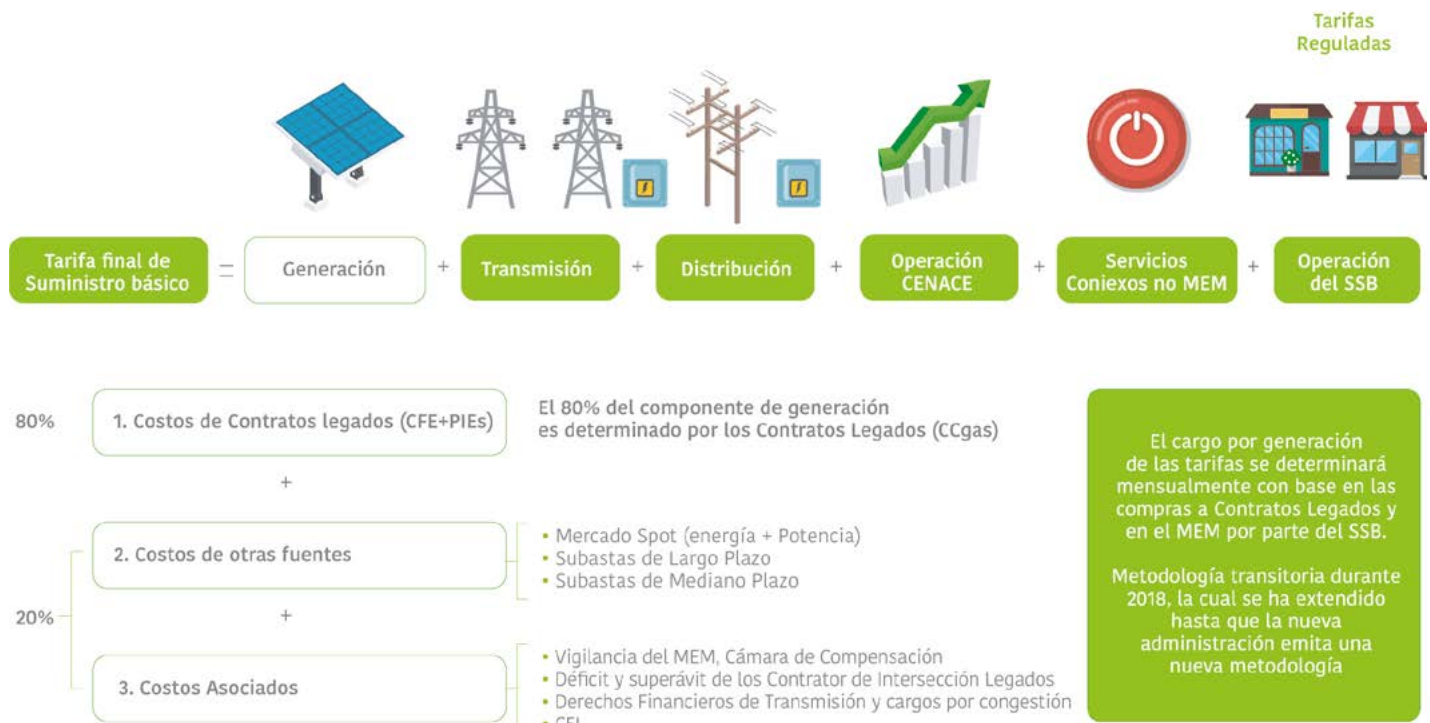 Tarifas
Reguladas
Tarifa final de
Suministro básico
=
Generación
+
Transmisión
+
Distribución
+
Operación
CENACE
+
Servicios
Coniexos no MEM
+
Operación
del SSB
80%
1. Costos de Contratos legados (CFE+PIEs)
El 80% del componente de generación
es determinado por los Contratos Legados (CCgas)
+
20%
2. Costos de otras fuentes
• Mercado Spot (energía + Potencia)
• Subastas de Largo Plazo
• Subastas de Mediano Plazo
+
3. Costos Asociados
• Vigilancia del MEM, Cámara de Compensación
• Déficit y superávit de los Contrator de Intersección Legados
• Derechos Financieros de Transmisión y cargos por congestión
El cargo por generación
de las tarifas se determinará
mensualmente con base en las
compras a Contratos Legados y
en el MEM por parte del SSB.
Metodología transitoria durante
2018, la cual se ha extendido
hasta que la nueva
administración emita una
nueva metodología